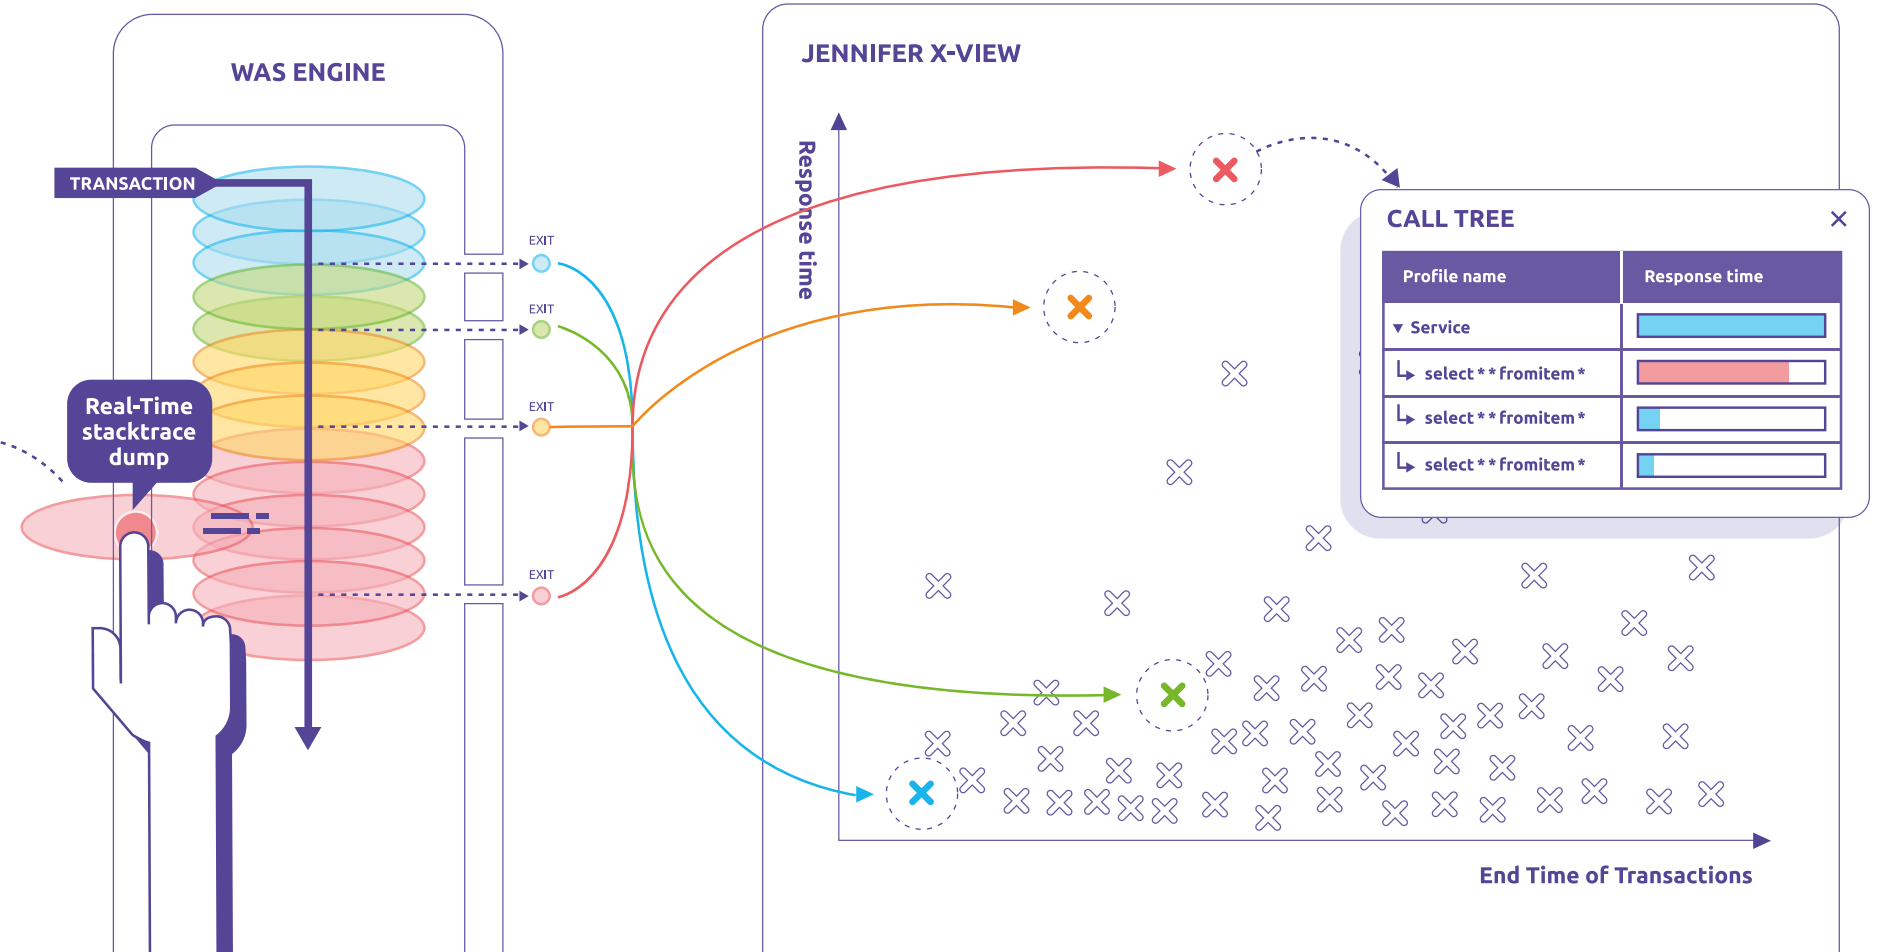 WAS ENGINE
TRANSACTION
EXIT
EXIT
EXIT
EXIT
Real-Time
stacktrace
dump
JENNIFER X-VIEW
Response time
End Time of Transactions
CALL TREE
Profile name
Response time
Service
select * * fromitem *
select * * fromitem *
select * * fromitem *